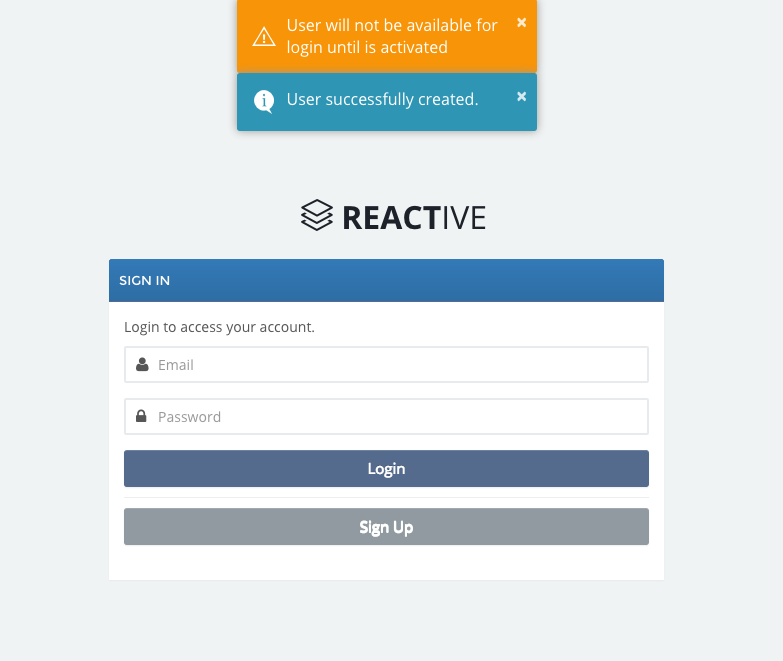 User will not be available for
login until is activated
User successfully created.
REACTIVE
SIGN IN
Login to access your account.
Email
Password
Login
Sign Up